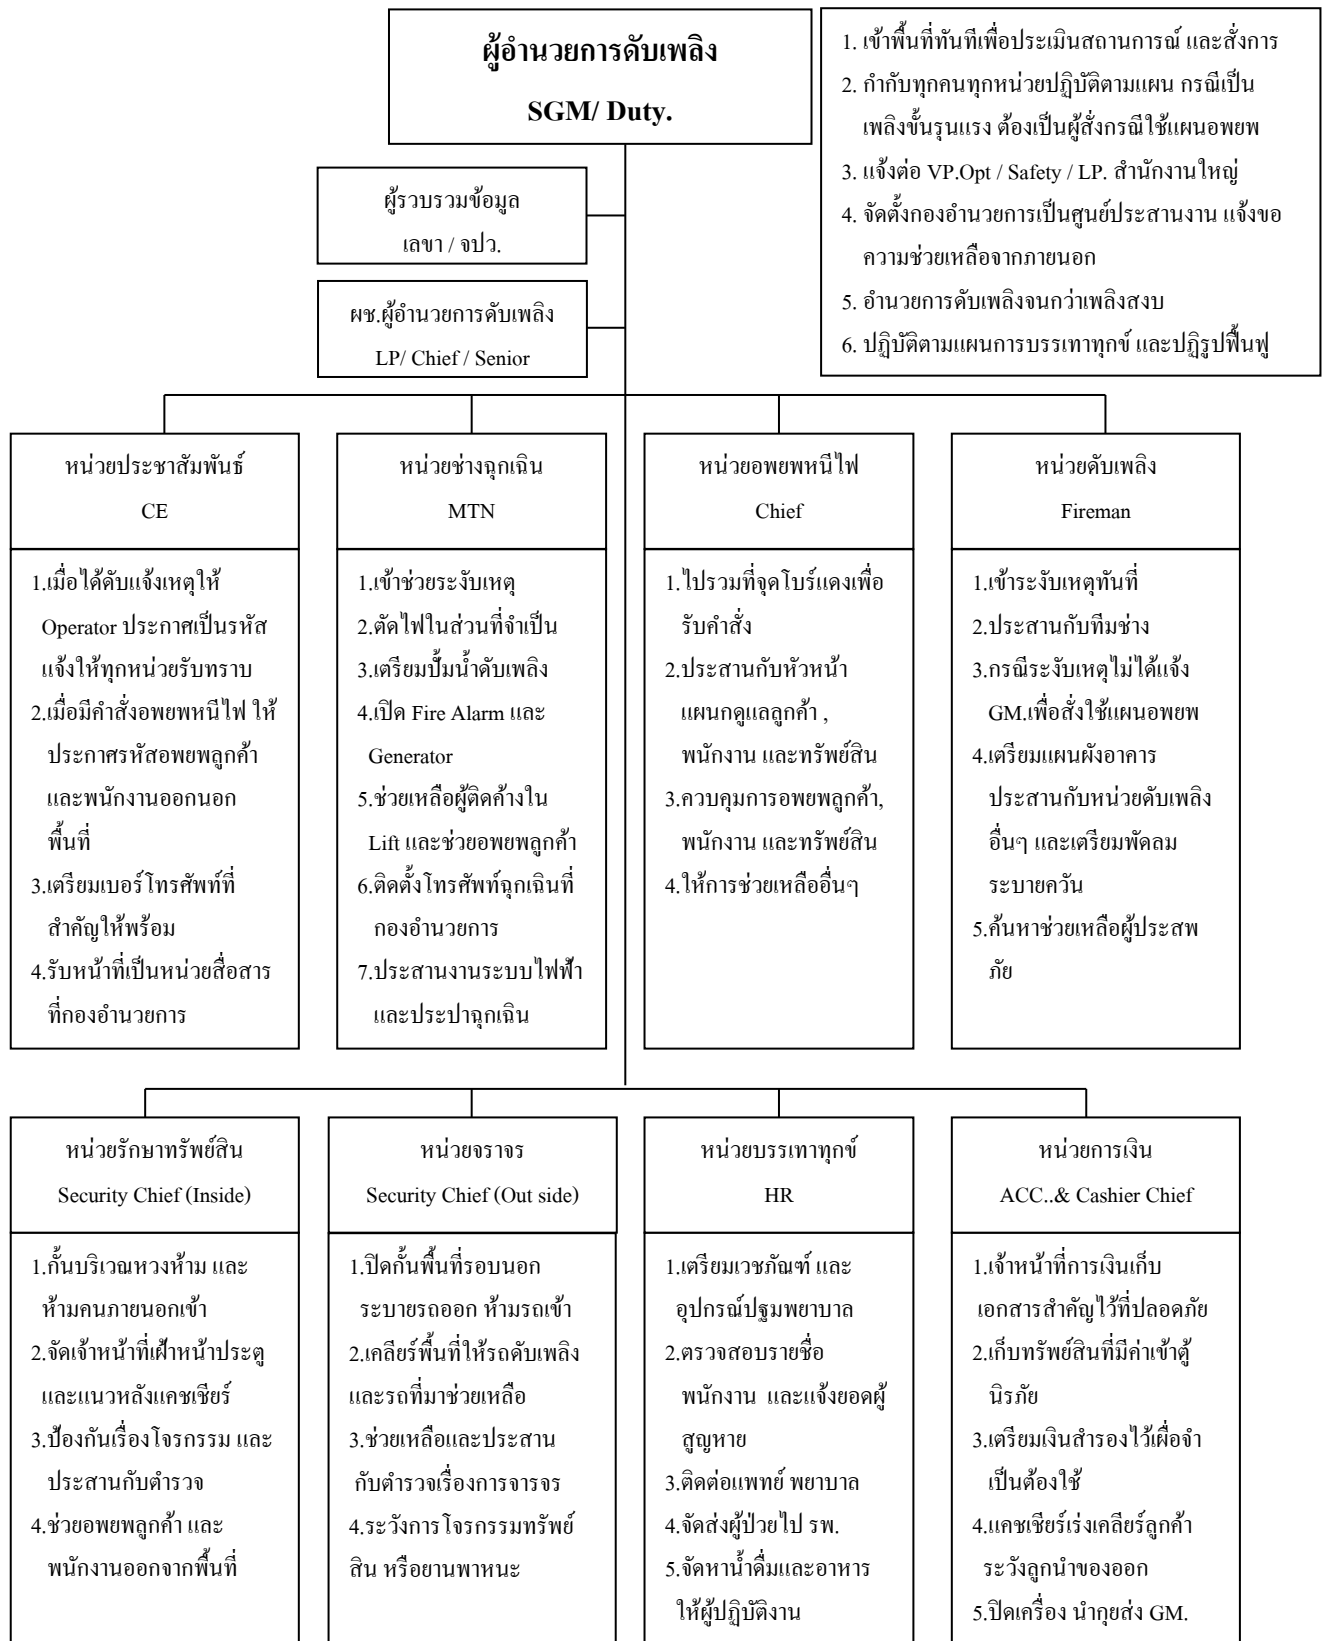 ผู้อำนวยการดับเพลิง
SGM/ Duty.
1. เข้าพื้นที่ทันทีเพื่อประเมินสถานการณ์ และสั่งการ
2. กำกับทุกคนทุกหน่วยปฏิบัติตามแผน กรณีเป็น
เพลิงขั้นรุนแรง ต้องเป็นผู้สั่งกรณีใช้แผนอพยพ
3. แจ้งต่อ VP.Opt / Safety / LP. สำนักงานใหญ่
4. จัดตั้งกองอำนวยการเป็นศูนย์ประสานงาน แจ้งขอ
ความช่วยเหลือจากภายนอก
5. อำนวยการดับเพลิงจนกว่าเพลิงสงบ
6. ปฏิบัติตามแผนการบรรเทาทุกข์ และปฏิรูปฟื้นฟู
ผู้รวบรวมข้อมูล
เลขา / จปว.
ผช.ผู้อำนวยการดับเพลิง
LP/ Chief / Senior
หน่วยประชาสัมพันธ์
CE
1.เมื่อได้ดับแจ้งเหตุให้
Operator ประกาศเป็นรหัส
แจ้งให้ทุกหน่วยรับทราบ
2.เมื่อมีคำสั่งอพยพหนีไฟ ให้
ประกาศรหัสอพยพลูกค้า
และพนักงานออกนอก
พื้นที่
3.เตรียมเบอร์โทรศัพท์ที่
สำคัญให้พร้อม
4.รับหน้าที่เป็นหน่วยสื่อสาร
ที่กองอำนวยการ
หน่วยช่างฉุกเฉิน
MTN
1.เข้าช่วยระงับเหตุ
2.ตัดไฟในส่วนที่จำเป็น
3.เตรียมปั้มน้ำดับเพลิง
4.เปิด Fire Alarm และ
Generator
5.ช่วยเหลือผู้ติดค้างใน
Lift และช่วยอพยพลูกค้า
6.ติดตั้งโทรศัพท์ฉุกเฉินที่
กองอำนวยการ
7.ประสานงานระบบไฟฟ้า
และประปาฉุกเฉิน
หน่วยอพยพหนีไฟ
Chief
1.ไปรวมที่จุดโบร์แดงเพื่อ
รับคำสั่ง
2.ประสานกับหัวหน้า
แผนกดูแลลูกค้า ,
พนักงาน และทรัพย์สิน
3.ควบคุมการอพยพลูกค้า,
พนักงาน และทรัพย์สิน
4.ให้การช่วยเหลืออื่นๆ
หน่วยดับเพลิง
Fireman
1.เข้าระงับเหตุทันที่
2.ประสานกับทีมช่าง
3.กรณีระงับเหตุไม่ได้แจ้ง
GM.เพื่อสั่งใช้แผนอพยพ
4.เตรียมแผนผังอาคาร
ประสานกับหน่วยดับเพลิง
อื่นๆ และเตรียมพัดลม
ระบายควัน
5.ค้นหาช่วยเหลือผู้ประสพ
ภัย
หน่วยรักษาทรัพย์สิน
Security Chief (Inside)
1.กั้นบริเวณหวงห้าม และ
ห้ามคนภายนอกเข้า
2.จัดเจ้าหน้าที่เฝ้าหน้าประตู
และแนวหลังแคชเชียร์
3.ป้องกันเรื่องโจรกรรม และ
ประสานกับตำรวจ
4.ช่วยอพยพลูกค้า และ
พนักงานออกจากพื้นที่
หน่วยจราจร
Security Chief (Out side)
1.ปิดกั้นพื้นที่รอบนอก
ระบายรถออก ห้ามรถเข้า
2.เคลียร์พื้นที่ให้รถดับเพลิง
และรถที่มาช่วยเหลือ
3.ช่วยเหลือและประสาน
กับตำรวจเรื่องการจารจร
4.ระวังการโจรกรรมทรัพย์
สิน หรือยานพาหนะ
หน่วยบรรเทาทุกข์
HR
1.เตรียมเวชภัณฑ์ และ
อุปกรณ์ปฐมพยาบาล
2.ตรวจสอบรายชื่อ
พนักงาน และแจ้งยอดผู้
สูญหาย
3.ติดต่อแพทย์ พยาบาล
4.จัดส่งผู้ป่วยไป รพ.
5.จัดหาน้ำดื่มและอาหาร
ให้ผู้ปฏิบัติงาน
หน่วยการเงิน
ACC..& Cashier Chief
1.เจ้าหน้าที่การเงินเก็บ
เอกสารสำคัญไว้ที่ปลอดภัย
2.เก็บทรัพย์สินที่มีค่าเข้าตู้
นิรภัย
3.เตรียมเงินสำรองไว้เผื่อจำ
เป็นต้องใช้
4.แคชเชียร์เร่งเคลียร์ลูกค้า
ระวังลูกนำของออก
5.ปิดเครื่อง นำกุยส่ง GM.